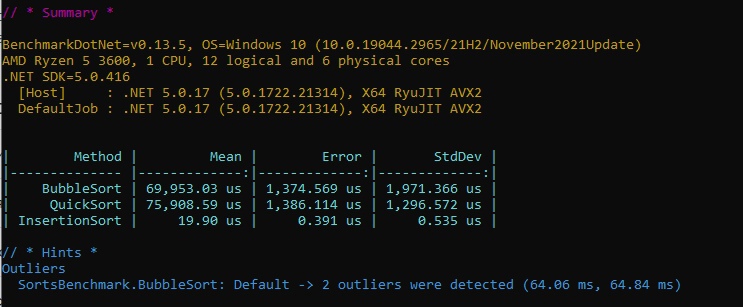 // * Summary *
BenchmarkDotNet=v0.13.5, OS=Windows 10 (10.0.19044.2965/21H2/November2021Update)
AMD Ryzen 5 3600, 1 CPU, 12 logical and 6 physical cores
.NET SDK=5.0.416
  [Host]     : .NET 5.0.17 (5.0.1722.21314), X64 RyuJIT AVX2
  DefaultJob : .NET 5.0.17 (5.0.1722.21314), X64 RyuJIT AVX2
|        Method |         Mean |        Error |       StdDev |
|-------------- |-------------:|-------------:|-------------:|
|    BubbleSort | 69,953.03 us | 1,374.569 us | 1,971.366 us |
|     QuickSort | 75,908.59 us | 1,386.114 us | 1,296.572 us |
| InsertionSort |     19.90 us |     0.391 us |     0.535 us |
// * Hints *
Outliers
  SortsBenchmark.BubbleSort: Default -> 2 outliers were detected (64.06 ms, 64.84 ms)